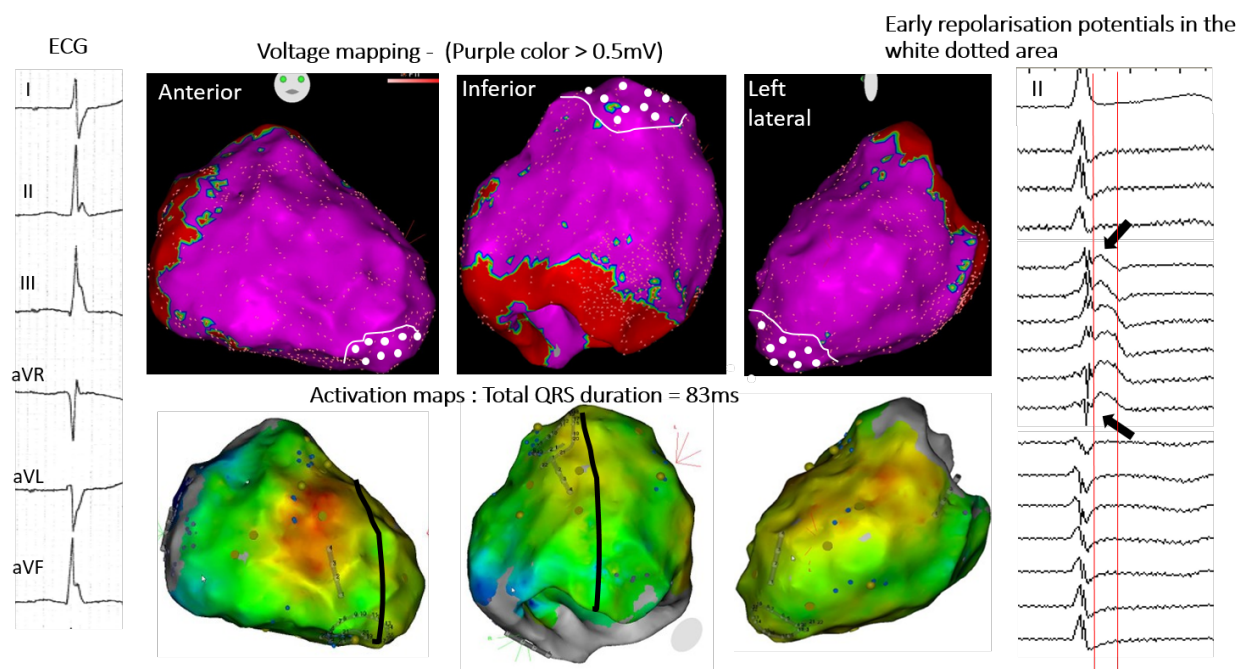 ECG
Voltage mapping - (Purple color > 0.5mV)
Early repolarisation potentials in the
white dotted area
I
II
III
aVR
aVL
aVF
Anterior
Inferior
Left
lateral
II
Activation maps : Total QRS duration = 83ms